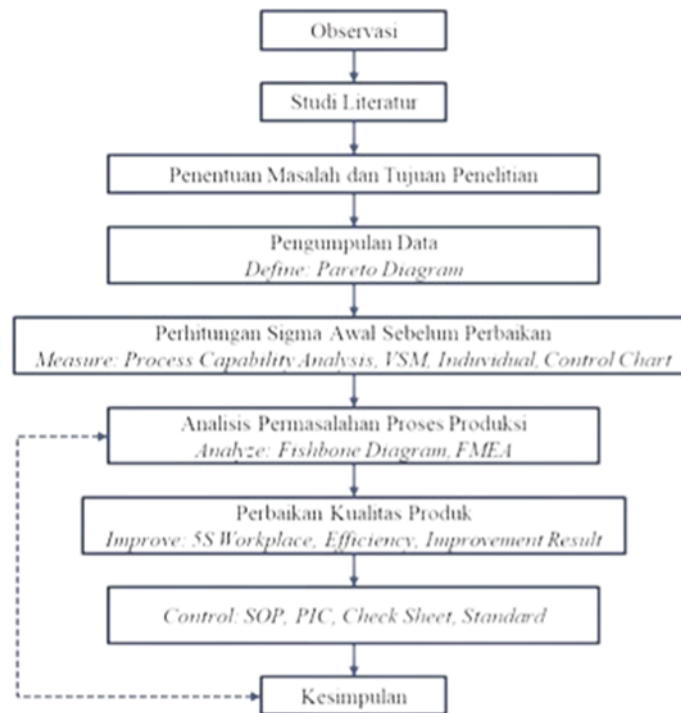 Observasi
Studi Literatur
Penentuan Masalah dan Tujuan Penelitian
Pengumpulan Data
Define: Pareto Diagram
Perhitungan Sigma Awal Sebelum Perbaikan
Measure: Process Capability Analysis, VSM, Induvidual, Control Chart
Analisis Permasalahan Proses Produksi
Analyze: Fishbone Diagram, FMEA
Perbaikan Kualitas Produk
Improve: 5S Workplace, Efficiency, Improvement Result
Control: SOP, PIC, Check Sheet, Standard
Kesimpulan